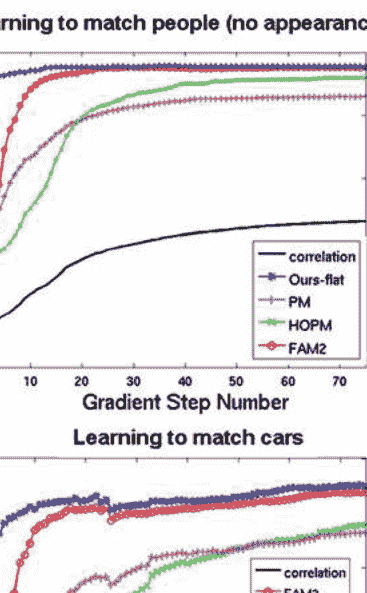 rning to match people (no appearanc
correlation
Ours-flat
PM
HOPM
FAM2
10 20 30 40 50 60 70
Gradient Step Number
Learning to match cars
correlation
FAM2